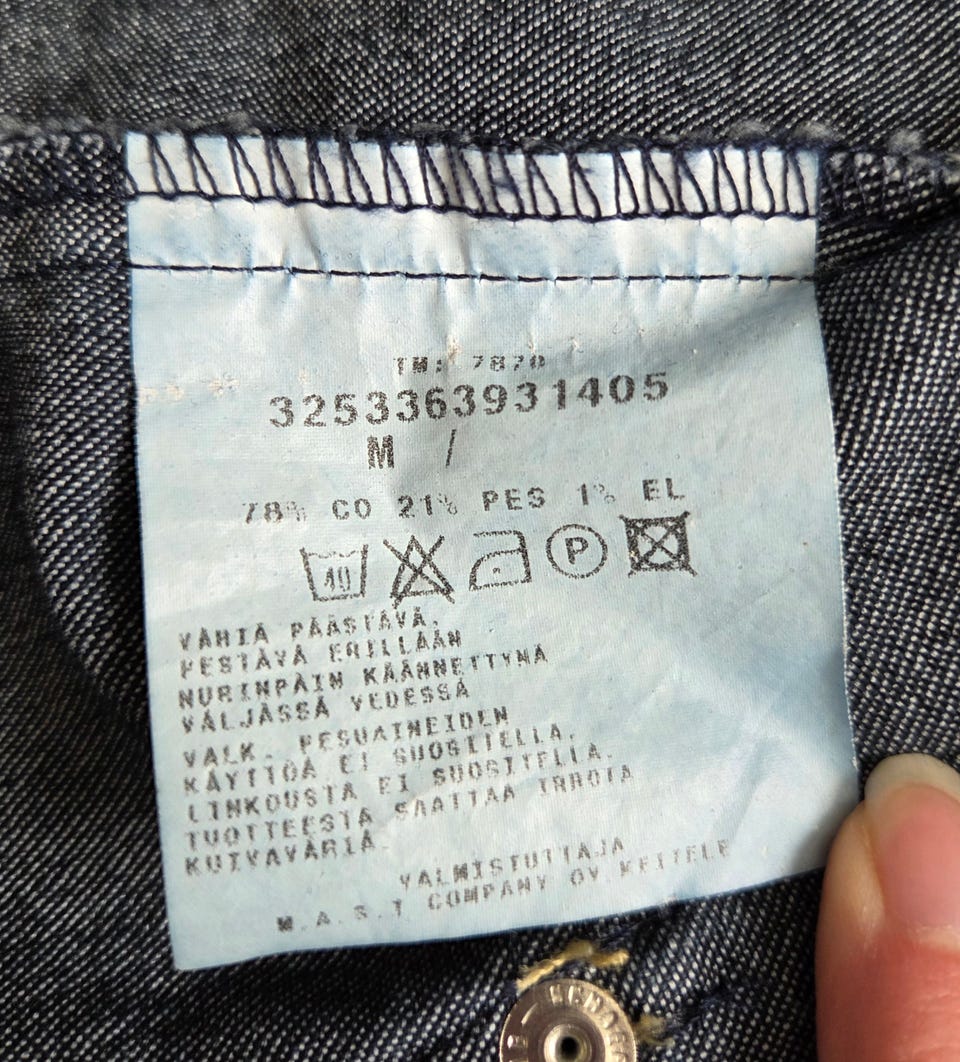 TM: 7870
3253363931405
M /
78% CO 21% PES 1% EL
40
P
VÄRIÄ PÄÄSTÄVÄ.
PESTÄVÄ ERILLÄÄN
NURINPÄIN KÄÄNNETTYNÄ
VÄLJÄSSÄ VEDESSÄ
VALK. PESUAINEIDEN
KÄYTTÖÄ EI SUOSITELLA.
LINKOUSTA EI SUOSITELLA.
TUOTTEESTA SAATTAA IRROTA
KUIVAVÄRIÄ.
VALMISTUTTAJA
M.A.S.I COMPANY OY KEITELE